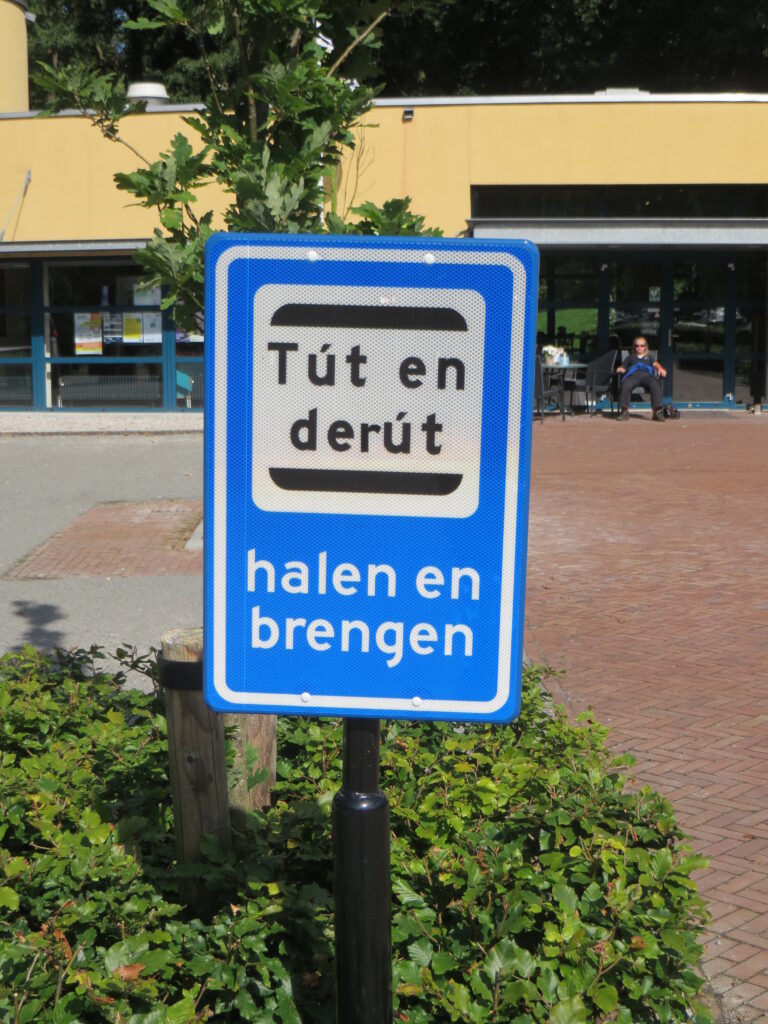 Tút en
derút
halen en
brengen